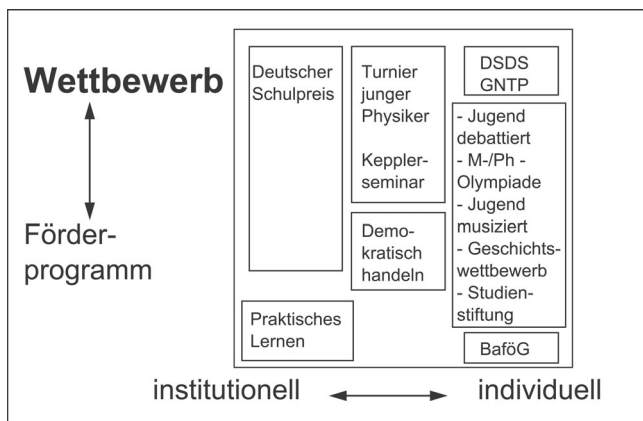 Wettbewerb
Förder-
programm
Deutscher
Schulpreis
Praktisches
Lernen
Turnier
junger
Physiker
Keppler-
seminar
Demo-
kratisch
handeln
DSDS
GNTP
- Jugend
debattiert
- M-/Ph -
Olympiade
- Jugend
musiziert
- Geschichts-
wettbewerb
- Studien-
stiftung
BaföG
institutionell
individuell